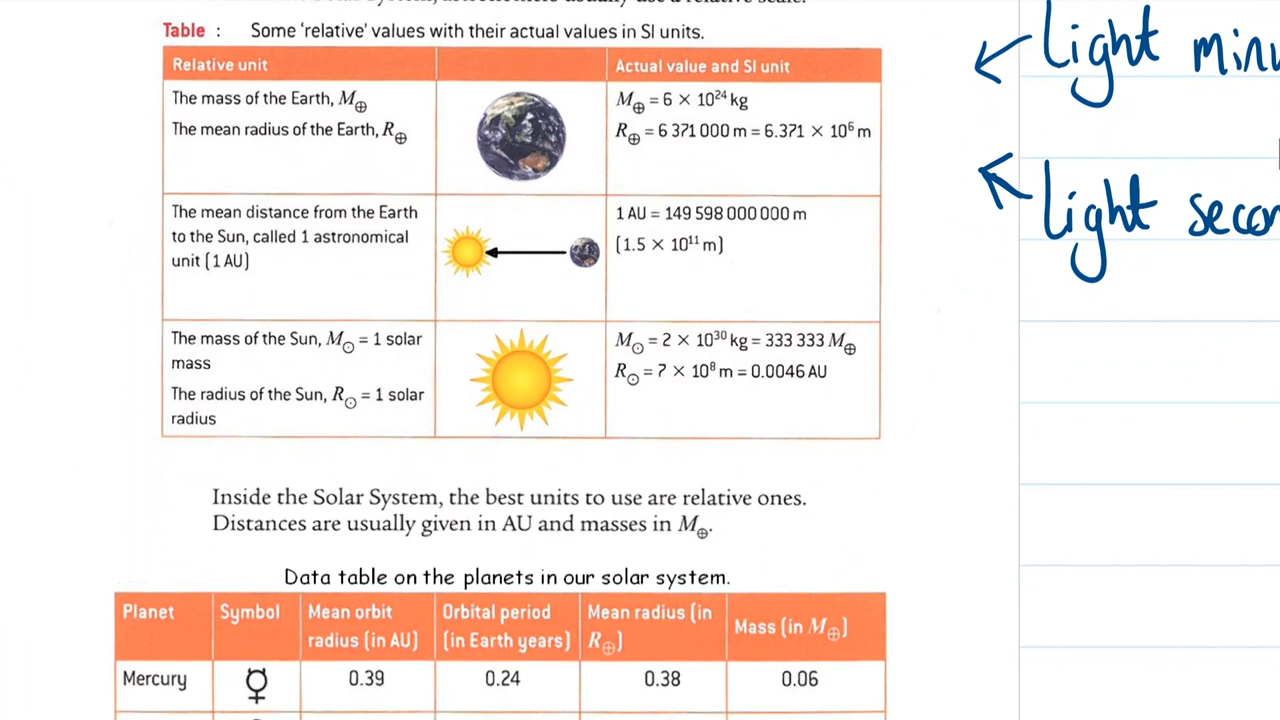 Table : Some 'relative' values with their actual values in SI units.
Relative unit
Actual value and SI unit
The mass of the Earth, M⊕
The mean radius of the Earth, R⊕
M⊕ = 6 × 10²⁴ kg
R⊕ = 6 371 000 m = 6.371 × 10⁶ m
The mean distance from the Earth
to the Sun, called 1 astronomical
unit (1 AU)
1 AU = 149 598 000 000 m
(1.5 × 10¹¹ m)
The mass of the Sun, M⊙ = 1 solar
mass
The radius of the Sun, R⊙ = 1 solar
radius
M⊙ = 2 × 10³⁰ kg = 333 333 M⊕
R⊙ = 7 × 10⁸ m = 0.0046 AU
Inside the Solar System, the best units to use are relative ones.
Distances are usually given in AU and masses in M⊕.
Data table on the planets in our solar system.
Planet
Symbol
Mean orbit
radius (in AU)
Orbital period
(in Earth years)
Mean radius (in
R⊕)
Mass (in M⊕)
Mercury ☿ 0.39 0.24 0.38 0.06
Light
Light